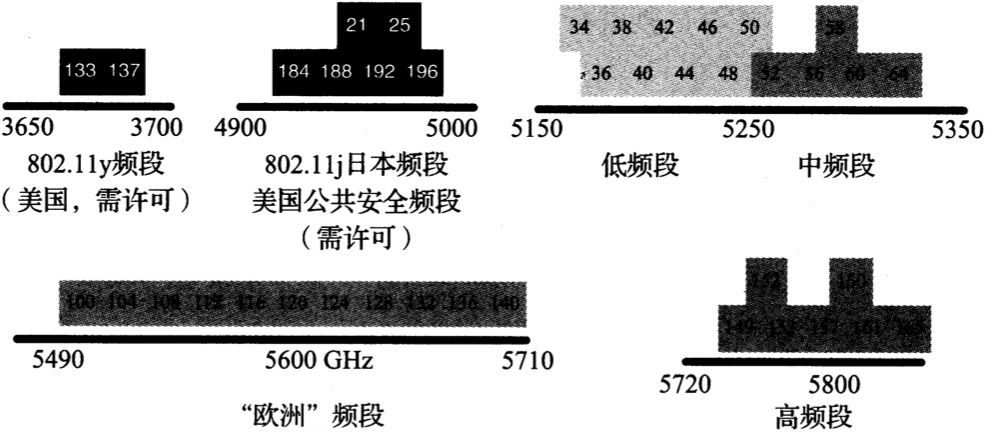 21 25
133 137
184 188 192 196
3650 3700
4900 5000
802.11y频段
（美国，需许可）
802.11j日本频段
美国公共安全频段
（需许可）
34 38 42 46 50 58
36 40 44 48 52 56 60 64
5150 5250 5350
低频段 中频段
100 104 108 112 116 120 124 128 132 136 140
5490 5600 GHz 5710
“欧洲”频段
152 160
149 153 157 161 165
5720 5800
高频段